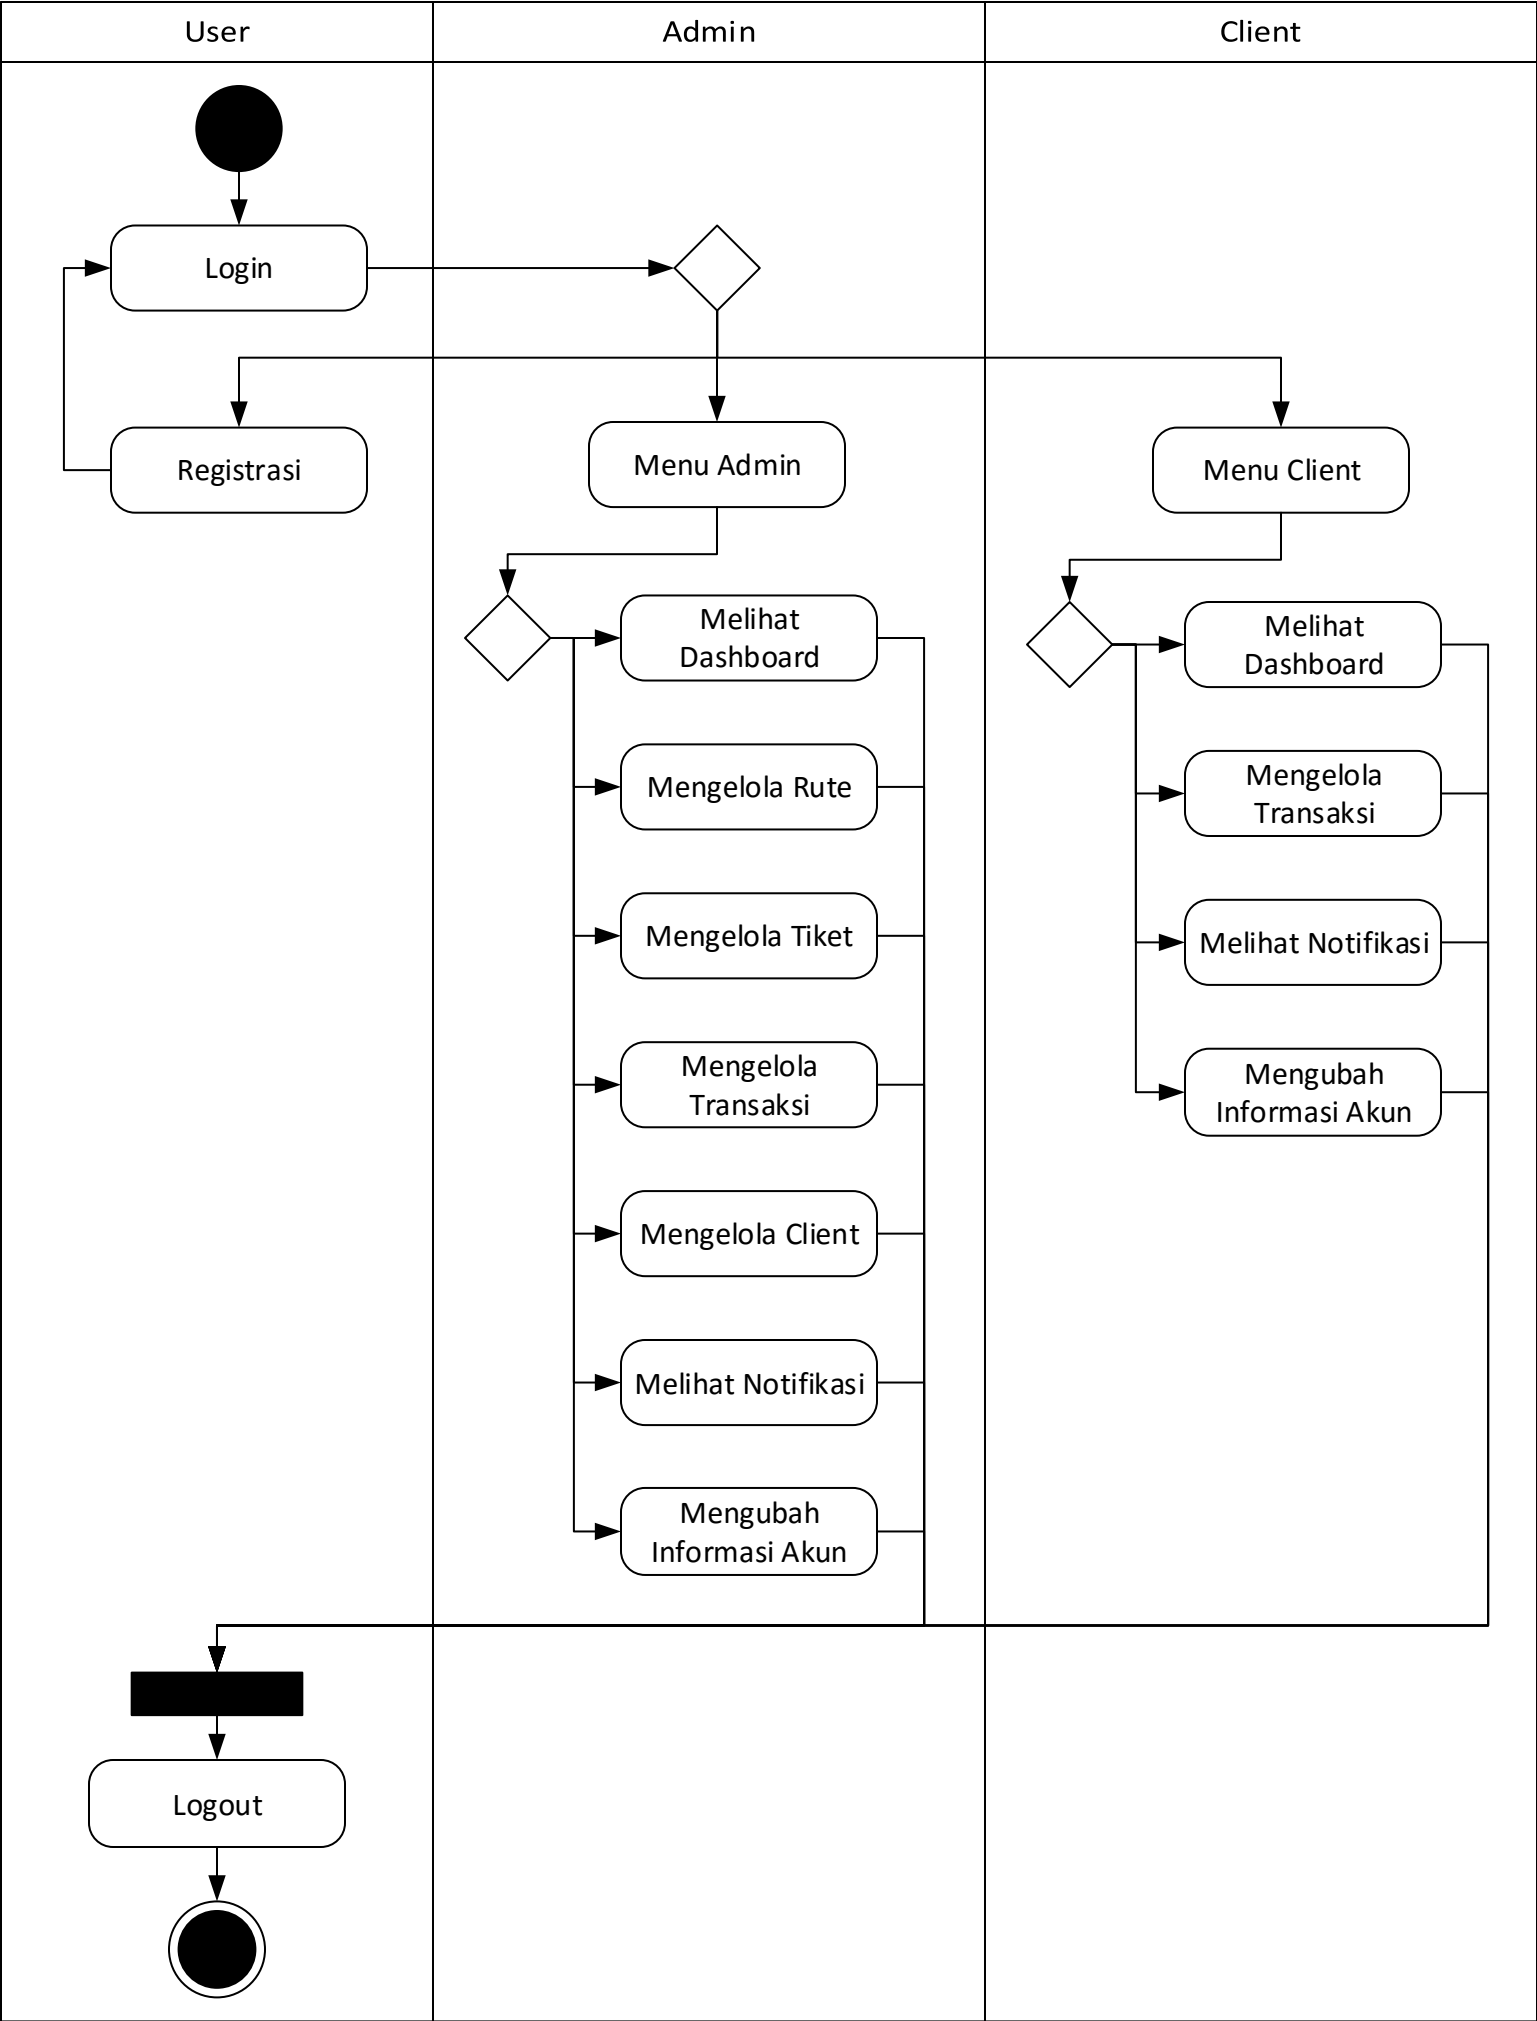 User
Admin
Client
Login
Registrasi
Menu Admin
Menu Client
Melihat
Dashboard
Mengelola Rute
Mengelola Tiket
Mengelola
Transaksi
Mengelola Client
Melihat Notifikasi
Mengubah
Informasi Akun
Melihat
Dashboard
Mengelola
Transaksi
Melihat Notifikasi
Mengubah
Informasi Akun
Logout